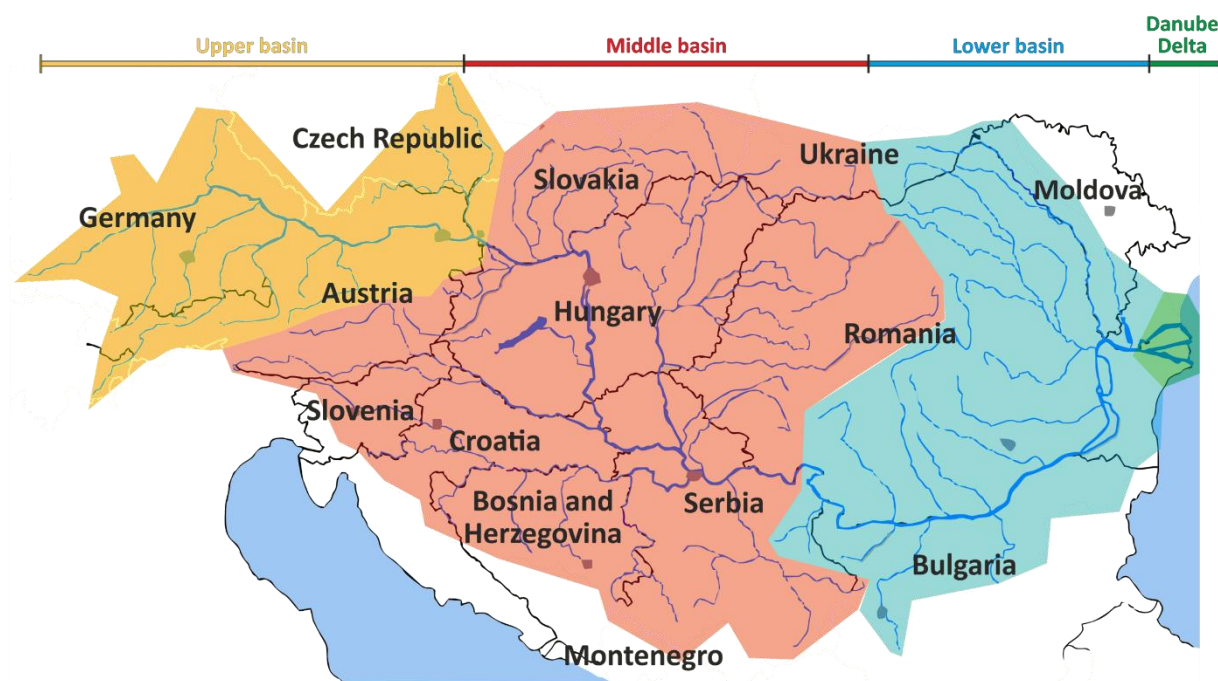 Upper basin
Middle basin
Lower basin
Danube
Delta
Czech Republic
Ukraine
Slovakia
Moldova
Germany
Austria
Hungary
Romania
Slovenia
Croatia
Bosnia and
Herzegovina
Serbia
Bulgaria
Montenegro